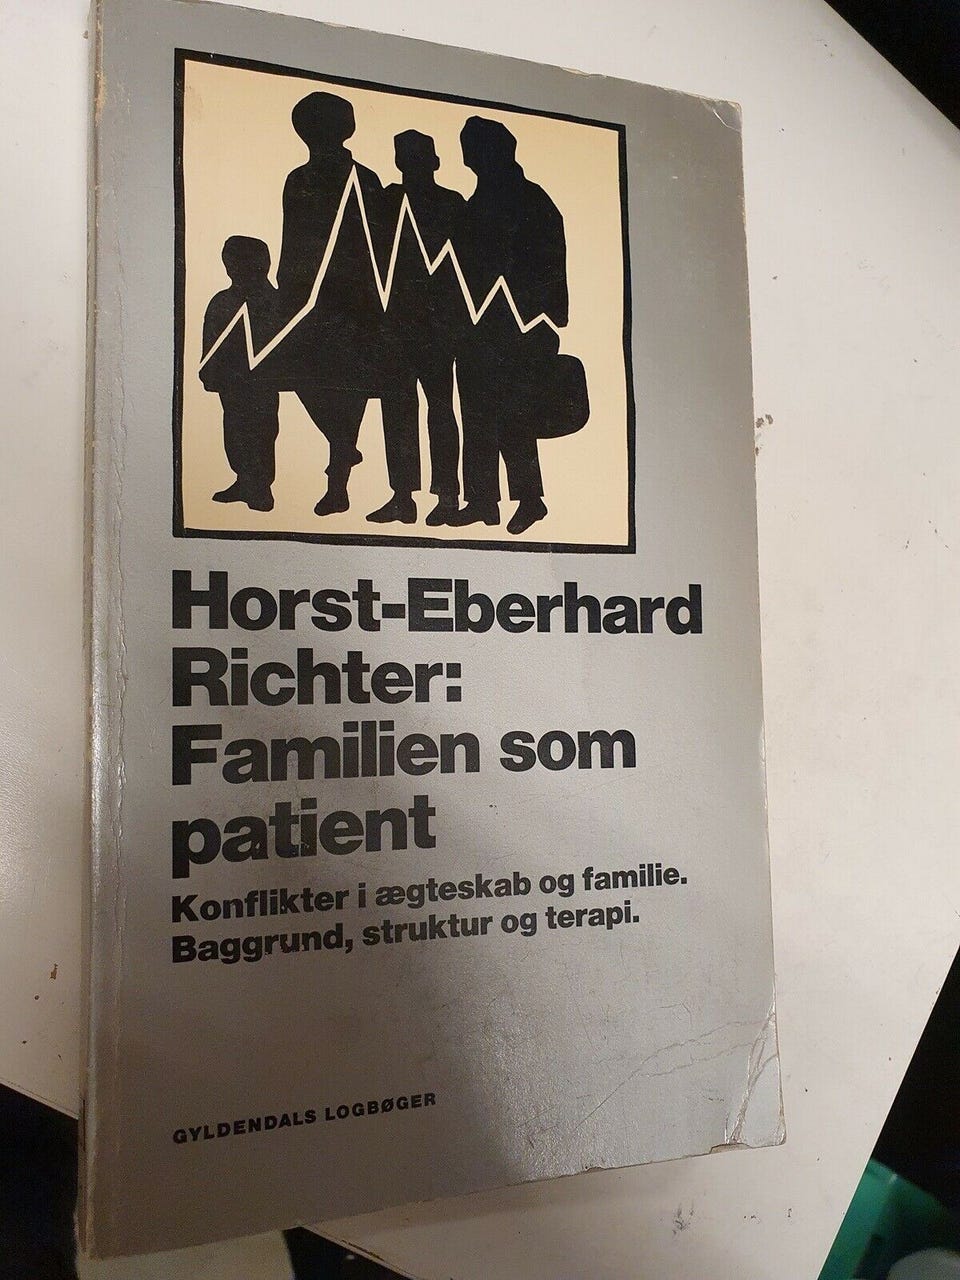 Horst-Eberhard
Richter:
Familien som
patient
Konflikter i ægteskab og familie.
Baggrund, struktur og terapi.
GYLDENDALS LOGBØGER